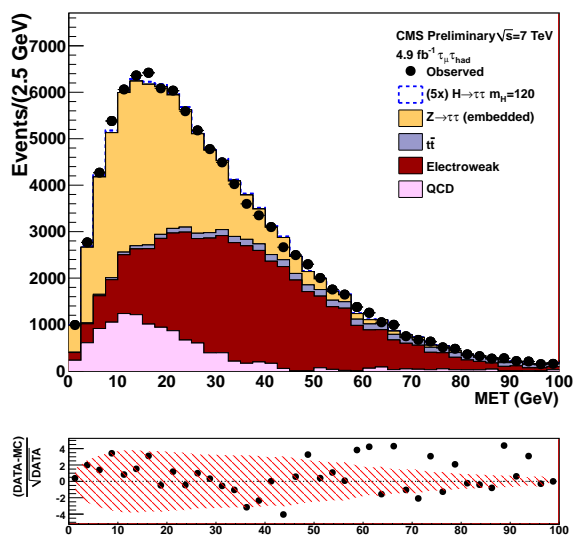 CMS Preliminary√s=7 TeV
4.9 fb⁻¹ τμτhad
Observed
(5x) H→ττ mH=120
Z→ττ (embedded)
tt̄
Electroweak
QCD
Events/(2.5 GeV)
7000
6000
5000
4000
3000
2000
1000
0
0 10 20 30 40 50 60 70 80 90 100
MET (GeV)
(DATA-MC)
√DATA
4
2
0
-2
-4
0 10 20 30 40 50 60 70 80 90 100